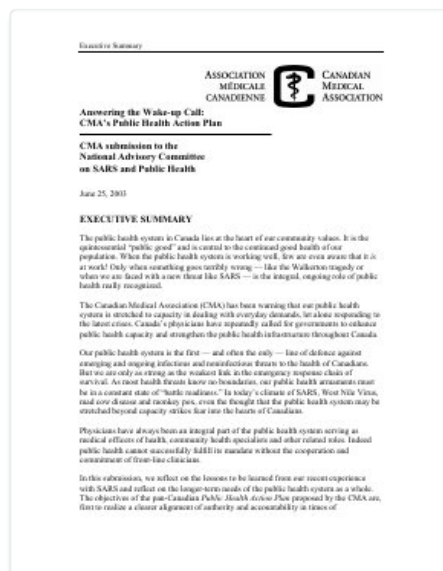 Executive Summary
ASSOCIATION
MÉDICALE
CANADIENNE
CANADIAN
MEDICAL
ASSOCIATION
Answering the Wake-up Call:
CMA's Public Health Action Plan
CMA submission to the
National Advisory Committee
on SARS and Public Health
June 25, 2003
EXECUTIVE SUMMARY
The public health system in Canada lies at the heart of our community values. It is the
quintessential "public good" and is central to the continued good health of our
population. When the public health system is working well, few are even aware that it is
at work! Only when something goes terribly wrong — like the Walkerton tragedy or
when we are faced with a new threat like SARS — is the integral, ongoing role of public
health really recognized.
The Canadian Medical Association (CMA) has been warning that our public health
system is stretched to capacity in dealing with everyday demands, let alone responding to
the latest crises. Canada's physicians have repeatedly called for governments to enhance
public health capacity and strengthen the public health infrastructure throughout Canada.
Our public health system is the first — and often the only — line of defence against
emerging and ongoing infectious and noninfectious threats to the health of Canadians.
But we are only as strong as the weakest link in the emergency response chain of
survival. As most health threats know no boundaries, our public health armaments must
be in a constant state of "battle readiness." In today's climate of SARS, West Nile Virus,
mad cow disease and monkey pox, even the thought that the public health system may be
stretched beyond capacity strikes fear into the hearts of Canadians.
Physicians have always been an integral part of the public health system serving as
medical officers of health, community health specialists and other related roles. Indeed
public health cannot successfully fulfill its mandate without the cooperation and
commitment of front-line clinicians.
In this submission, we reflect on the lessons to be learned from our recent experience
with SARS and reflect on the longer-term needs of the public health system as a whole.
The objectives of the pan-Canadian Public Health Action Plan proposed by the CMA are,
first to realize a clearer alignment of authority and accountability in times of